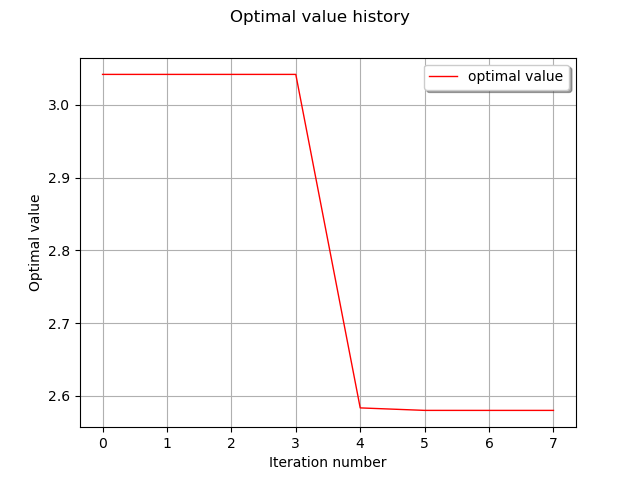 Optimal value history
optimal value
3.0
2.9
2.8
2.7
2.6
Optimal value
0 1 2 3 4 5 6 7
Iteration number